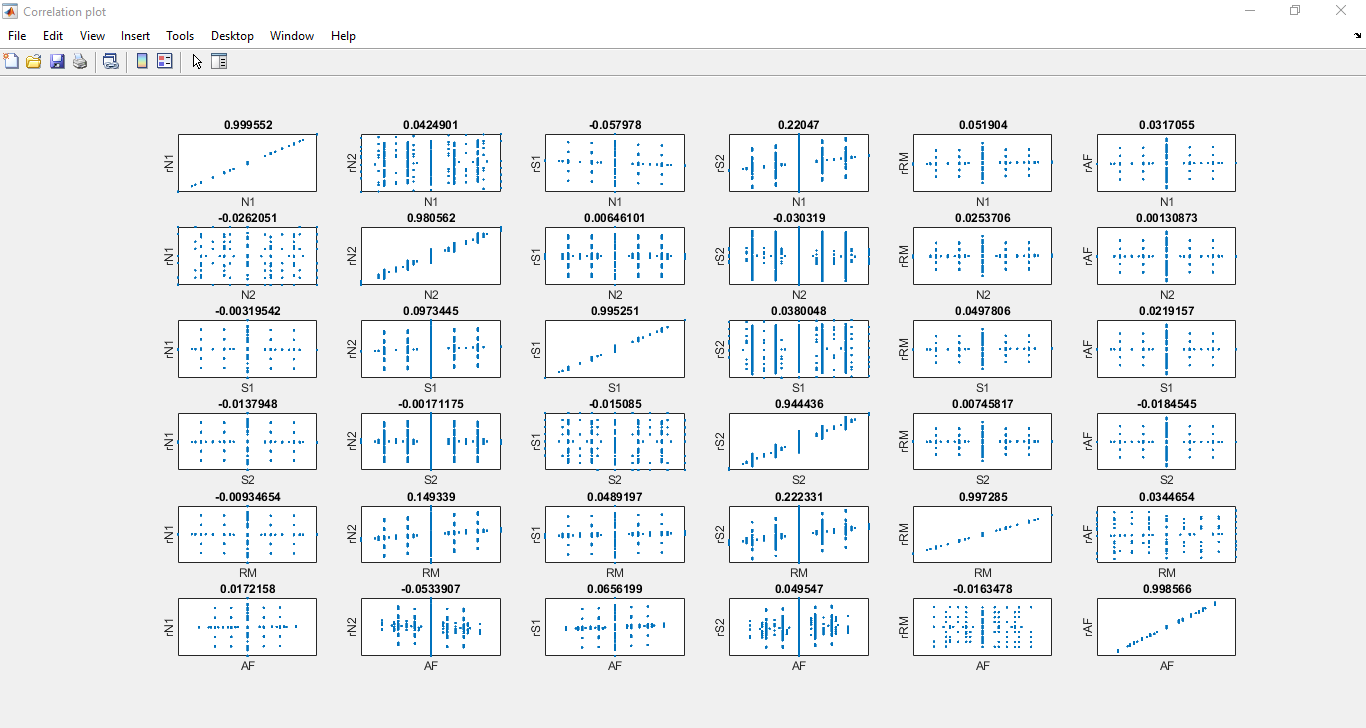 Correlation plot
File Edit View Insert Tools Desktop Window Help
0.999552 0.0424901 -0.057978 0.22047 0.051904 0.0317055
rN1 rN2 rS1 rS2 rRM rAF
N1 N1 N1 N1 N1 N1
-0.0262051 0.980562 0.00646101 -0.030319 0.0253706 0.00130873
rN1 rN2 rS1 rS2 rRM rAF
N2 N2 N2 N2 N2 N2
-0.00319542 0.0973445 0.995251 0.0380048 0.0497806 0.0219157
rN1 rN2 rS1 rS2 rRM rAF
S1 S1 S1 S1 S1 S1
-0.0137948 -0.00171175 -0.015085 0.944436 0.00745817 -0.0184545
rN1 rN2 rS1 rS2 rRM rAF
S2 S2 S2 S2 S2 S2
-0.00934654 0.149339 0.0489197 0.222331 0.997285 0.0344654
rN1 rN2 rS1 rS2 rRM rAF
RM RM RM RM RM RM
0.0172158 -0.0533907 0.0656199 0.049547 -0.0163478 0.998566
rN1 rN2 rS1 rS2 rRM rAF
AF AF AF AF AF AF